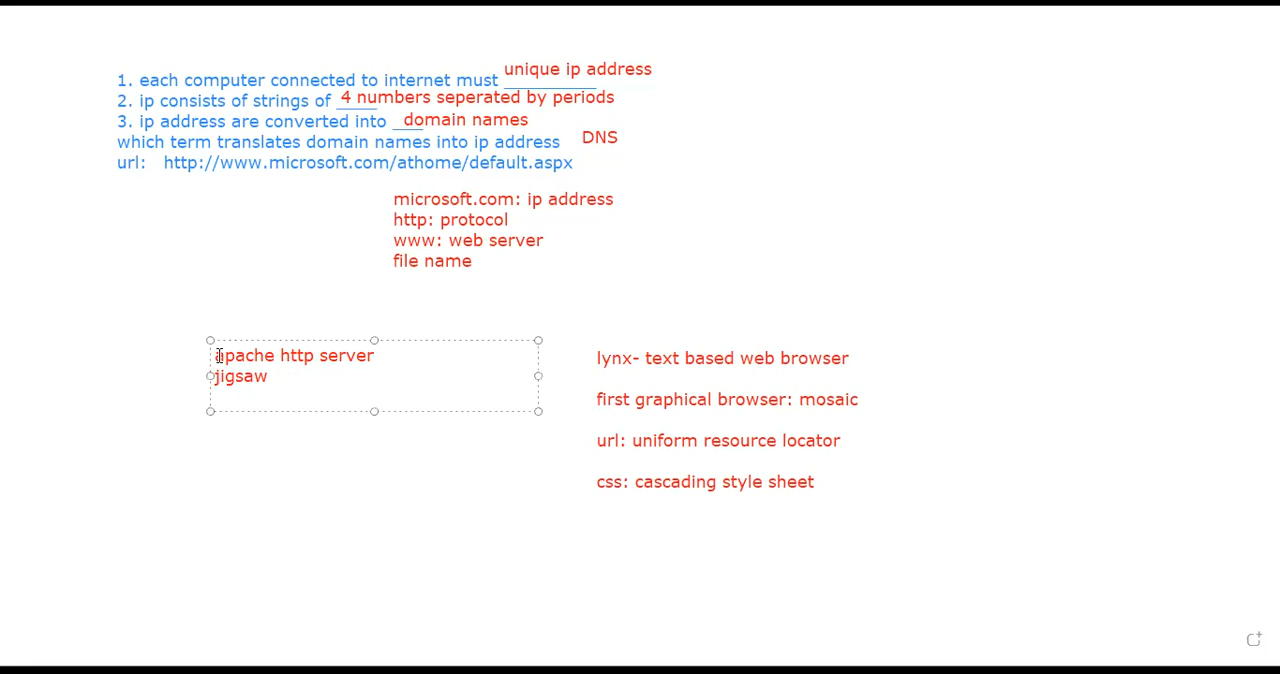 1. each computer connected to internet must __________ unique ip address
2. ip consists of strings of ____ 4 numbers seperated by periods
3. ip address are converted into ___ domain names
which term translates domain names into ip address DNS
url: http://www.microsoft.com/athome/default.aspx
microsoft.com: ip address
http: protocol
www: web server
file name
apache http server
jigsaw
lynx- text based web browser
first graphical browser: mosaic
url: uniform resource locator
css: cascading style sheet